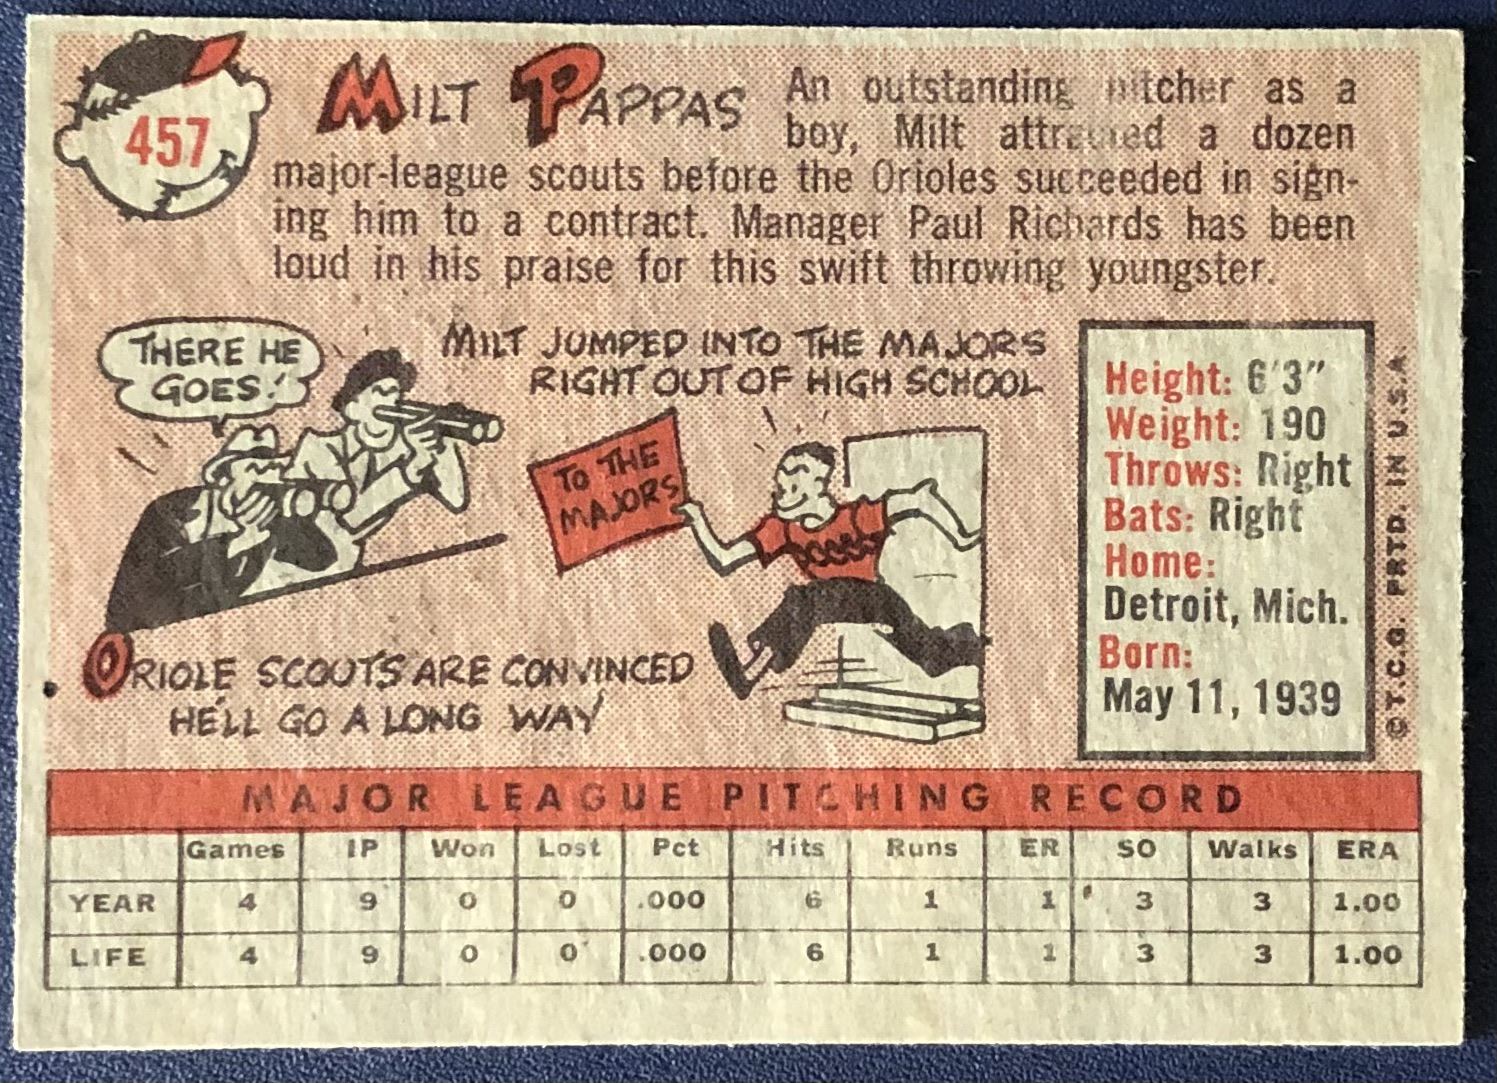 457
MILT PAPPAS
An outstanding pitcher as a
boy, Milt attracted a dozen
major-league scouts before the Orioles succeeded in sign-
ing him to a contract. Manager Paul Richards has been
loud in his praise for this swift throwing youngster.
THERE HE
GOES!
MILT JUMPED INTO THE MAJORS
RIGHT OUT OF HIGH SCHOOL
TO THE
MAJORS
ORIOLE SCOUTS ARE CONVINCED
HE'LL GO A LONG WAY
Height: 6'3"
Weight: 190
Throws: Right
Bats: Right
Home:
Detroit, Mich.
Born:
May 11, 1939
©T.C.G. PRTD. IN U.S.A.
MAJOR LEAGUE PITCHING RECORD
Games IP Won Lost Pct Hits Runs ER SO Walks ERA
YEAR 4 9 0 0 .000 6 1 1 3 3 1.00
LIFE 4 9 0 0 .000 6 1 1 3 3 1.00